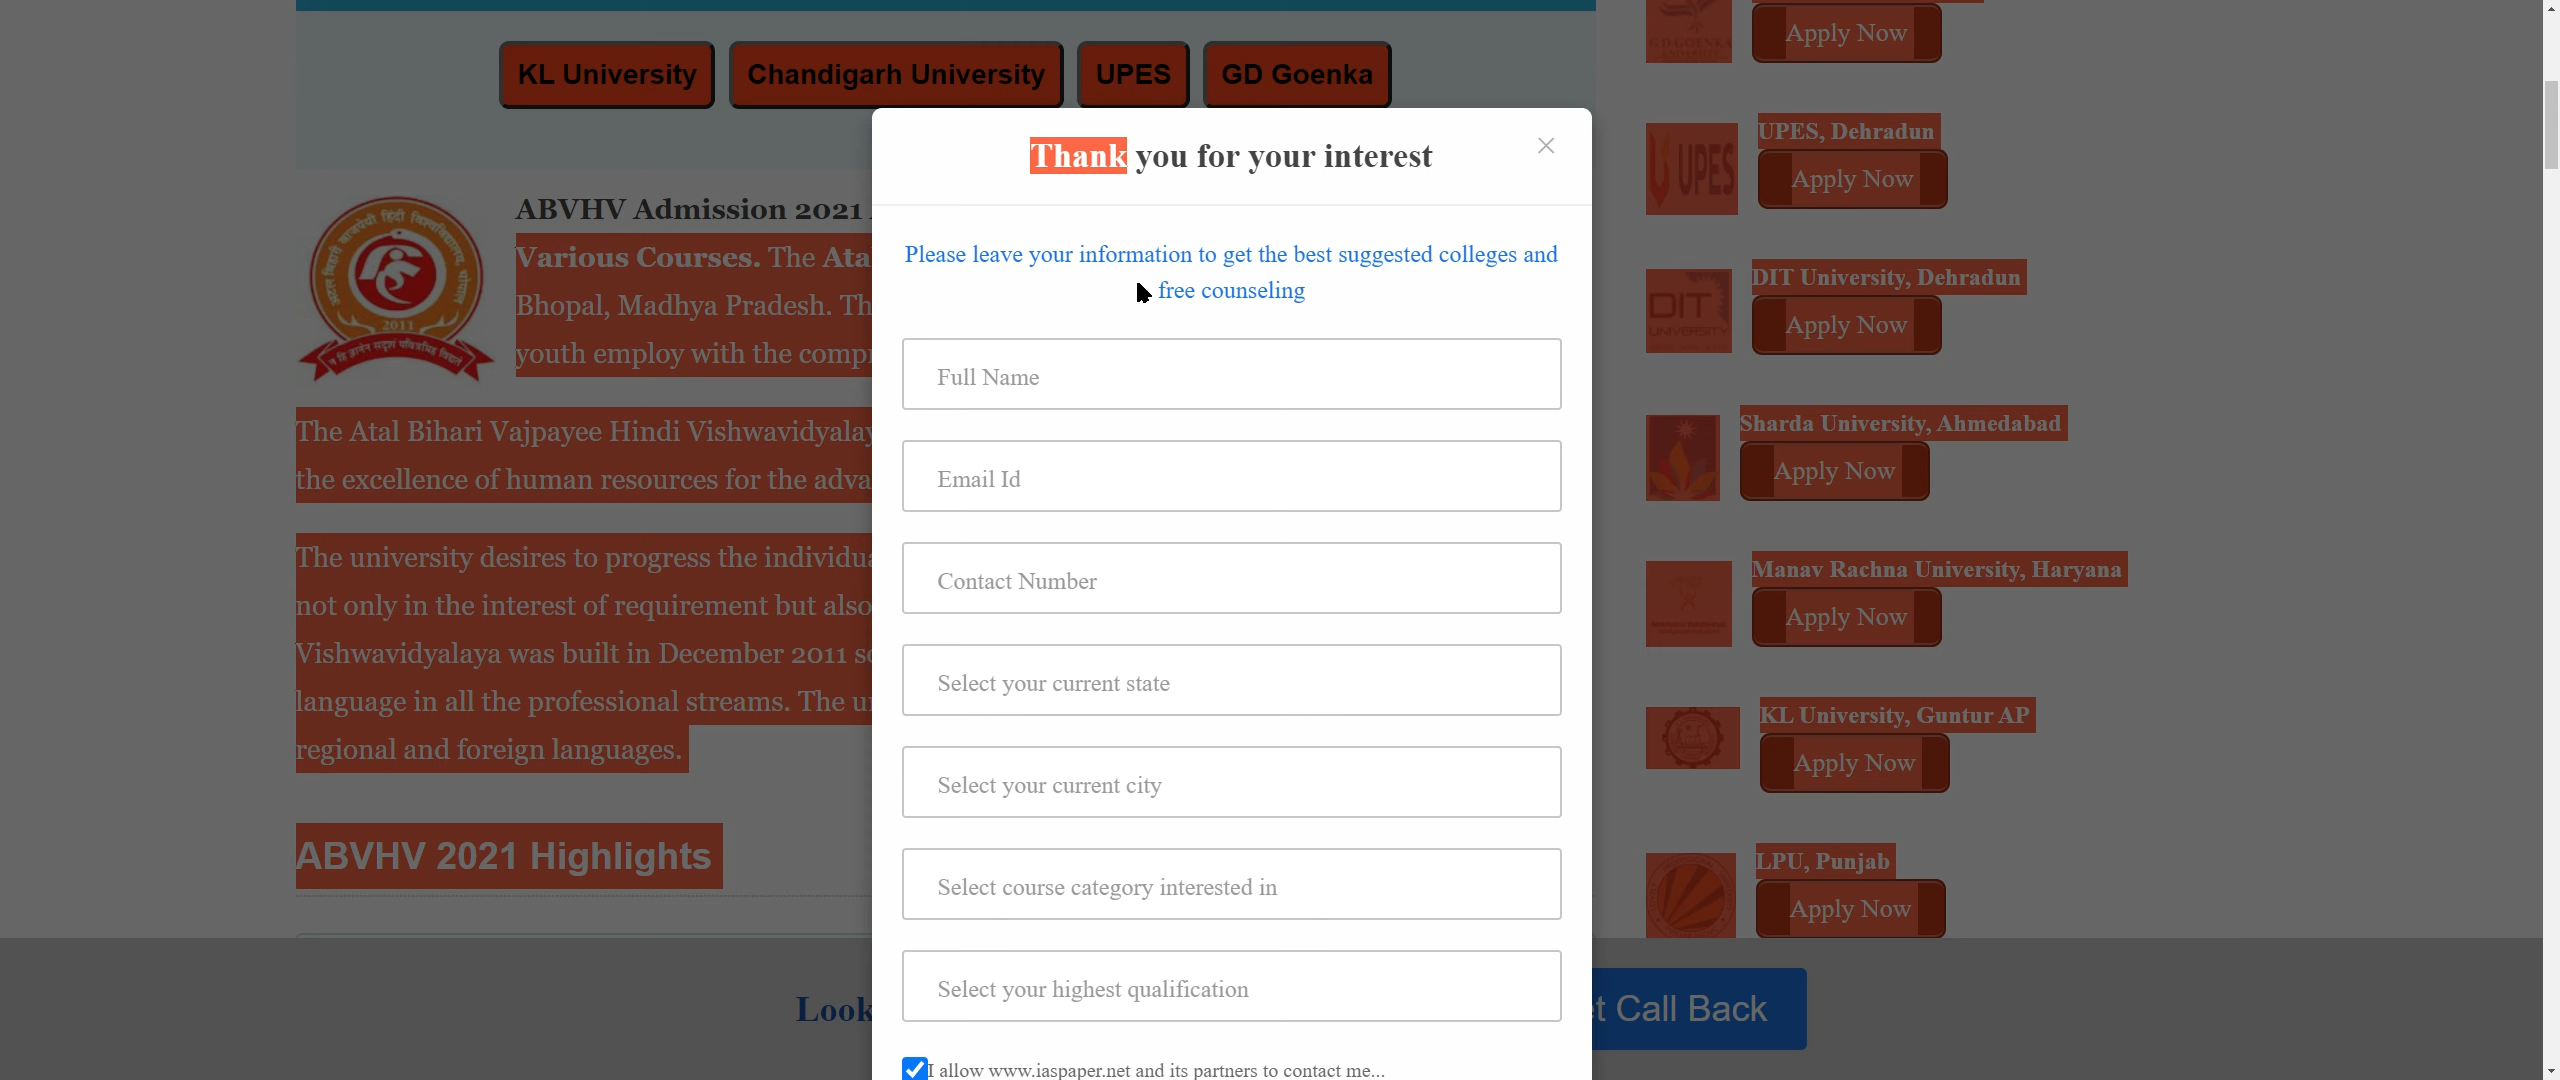 KL University
Chandigarh University
UPES
GD Goenka
Thank you for your interest
Please leave your information to get the best suggested colleges and
free counseling
Full Name
Email Id
Contact Number
Select your current state
Select your current city
Select course category interested in
Select your highest qualification
I allow www.iaspaper.net and its partners to contact me...
2011
ABVHV Admission 2021
Various Courses. The Ata
Bhopal, Madhya Pradesh. Th
youth employ with the comp
The Atal Bihari Vajpayee Hindi Vishwavidyalay
the excellence of human resources for the adva
The university desires to progress the individua
not only in the interest of requirement but also
Vishwavidyalaya was built in December 2011 so
language in all the professional streams. The u
regional and foreign languages.
ABVHV 2021 Highlights
Look
t Call Back
Apply Now
UPES
UPES, Dehradun
Apply Now
DIT
UNIVERSITY
DIT University, Dehradun
Apply Now
Sharda University, Ahmedabad
Apply Now
Manav Rachna University, Haryana
Apply Now
KL University, Guntur AP
Apply Now
LPU, Punjab
Apply Now